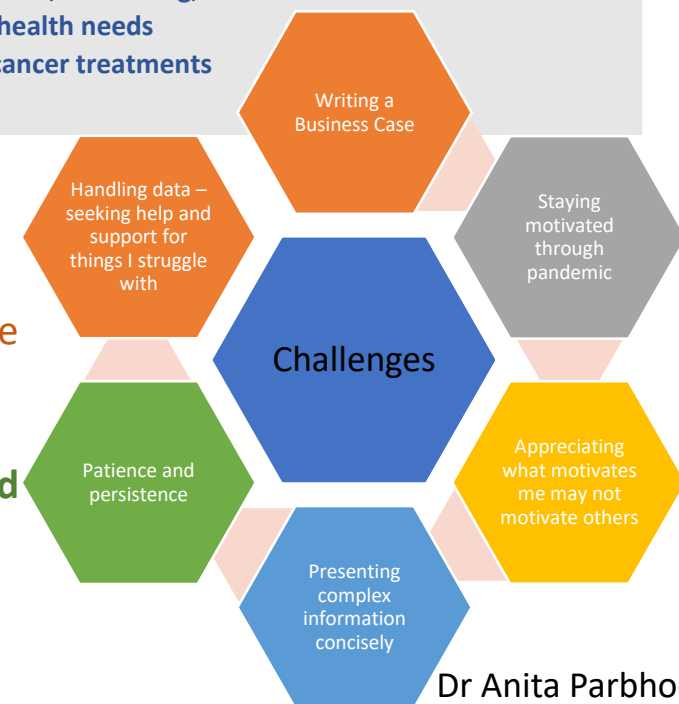 health needs
cancer treatments
Writing a
Business Case
Handling data –
seeking help and
support for
things I struggle
with
Staying
motivated
through
pandemic
Challenges
Patience and
persistence
Appreciating
what motivates
me may not
motivate others
Presenting
complex
information
concisely
Dr Anita